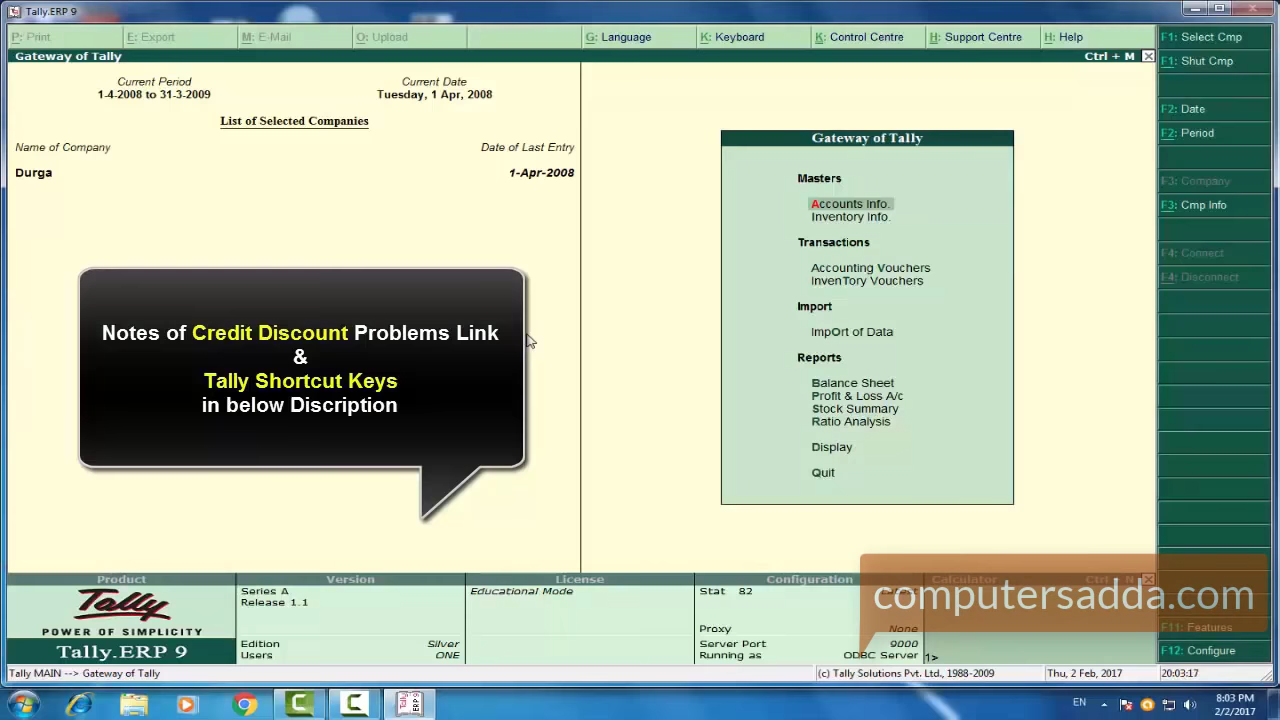 Tally.ERP 9
P: Print
E: Export
M: E-Mail
O: Upload
G: Language
K: Keyboard
K: Control Centre
H: Support Centre
H: Help
Gateway of Tally
Ctrl + M
Current Period
1-4-2008 to 31-3-2009
Current Date
Tuesday, 1 Apr, 2008
List of Selected Companies
Name of Company
Date of Last Entry
Durga
1-Apr-2008
Notes of Credit Discount Problems Link
&
Tally Shortcut Keys
in below Discription
Gateway of Tally
Masters
Accounts Info.
Inventory Info.
Transactions
Accounting Vouchers
InvenTory Vouchers
Import
ImpOrt of Data
Reports
Balance Sheet
Profit & Loss A/c
Stock Summary
Ratio Analysis
Display
Quit
F1: Select Cmp
F1: Shut Cmp
F2: Date
F2: Period
F3: Company
F3: Cmp Info
F4: Connect
F4: Disconnect
F11: Features
F12: Configure
Product
Tally
POWER OF SIMPLICITY
Tally.ERP 9
Version
Series A
Release 1.1
Edition Silver
Users ONE
License
Educational Mode
Configuration
Stat 82 Latest
Proxy None
Server Port 9000
Running as ODBC Server
Calculator
Ctrl + N
1>
computersadda.com
Tally MAIN --> Gateway of Tally
(c) Tally Solutions Pvt. Ltd., 1988-2009
Thu, 2 Feb, 2017
20:03:17
Tally ERP 9
EN
8:03 PM
2/2/2017